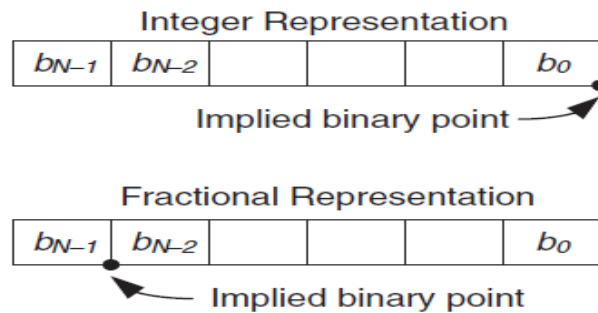 Integer Representation
bN–1 bN–2 b0
Implied binary point
Fractional Representation
bN–1 bN–2 b0
Implied binary point